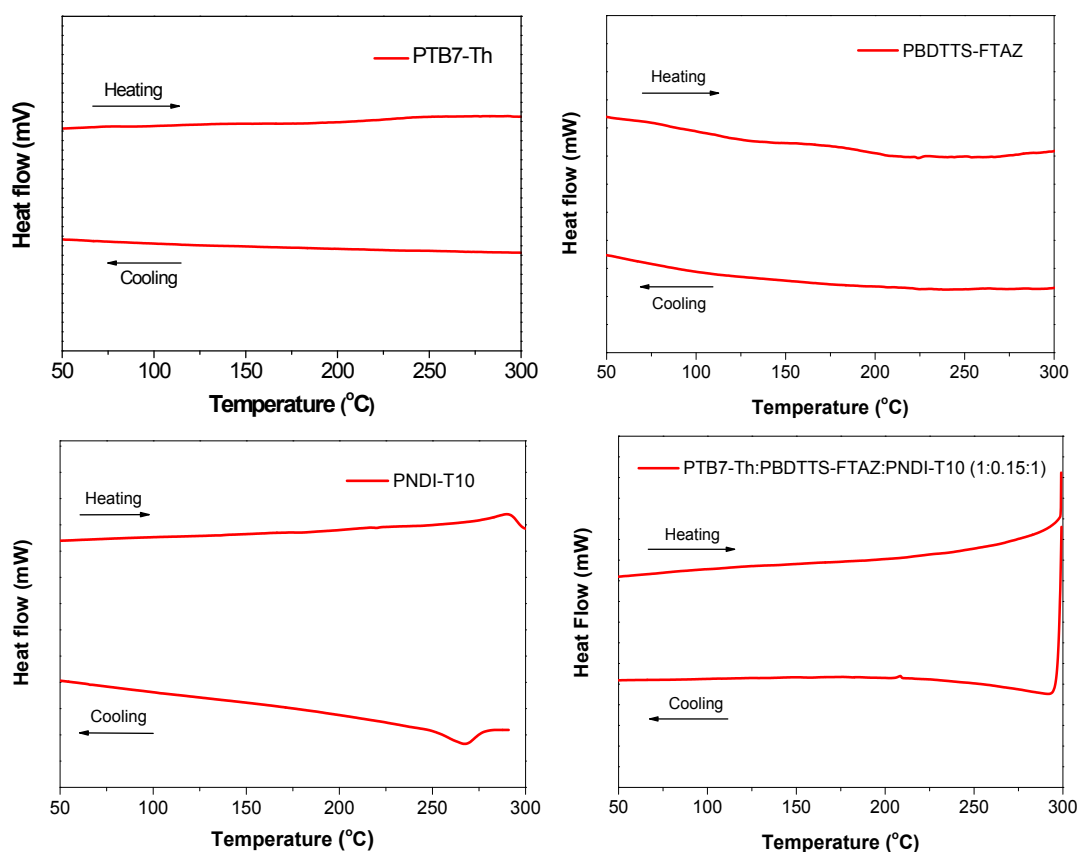 PTB7-Th
Heating
Cooling
Heat flow (mV)
50 100 150 200 250 300
Temperature (°C)
PBDTTS-FTAZ
Heating
Cooling
Heat flow (mW)
50 100 150 200 250 300
Temperature (°C)
PNDI-T10
Heating
Cooling
Heat flow (mW)
50 100 150 200 250 300
Temperature (°C)
PTB7-Th:PBDTTS-FTAZ:PNDI-T10 (1:0.15:1)
Heating
Cooling
Heat Flow (mW)
50 100 150 200 250 300
Temperature (°C)